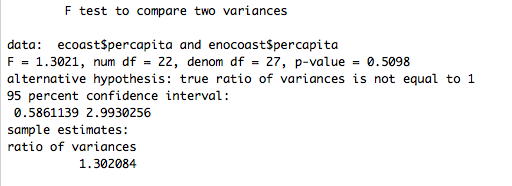 F test to compare two variances
data: ecoast$percapita and enocoast$percapita
F = 1.3021, num df = 22, denom df = 27, p-value = 0.5098
alternative hypothesis: true ratio of variances is not equal to 1
95 percent confidence interval:
0.5861139 2.9930256
sample estimates:
ratio of variances
1.302084